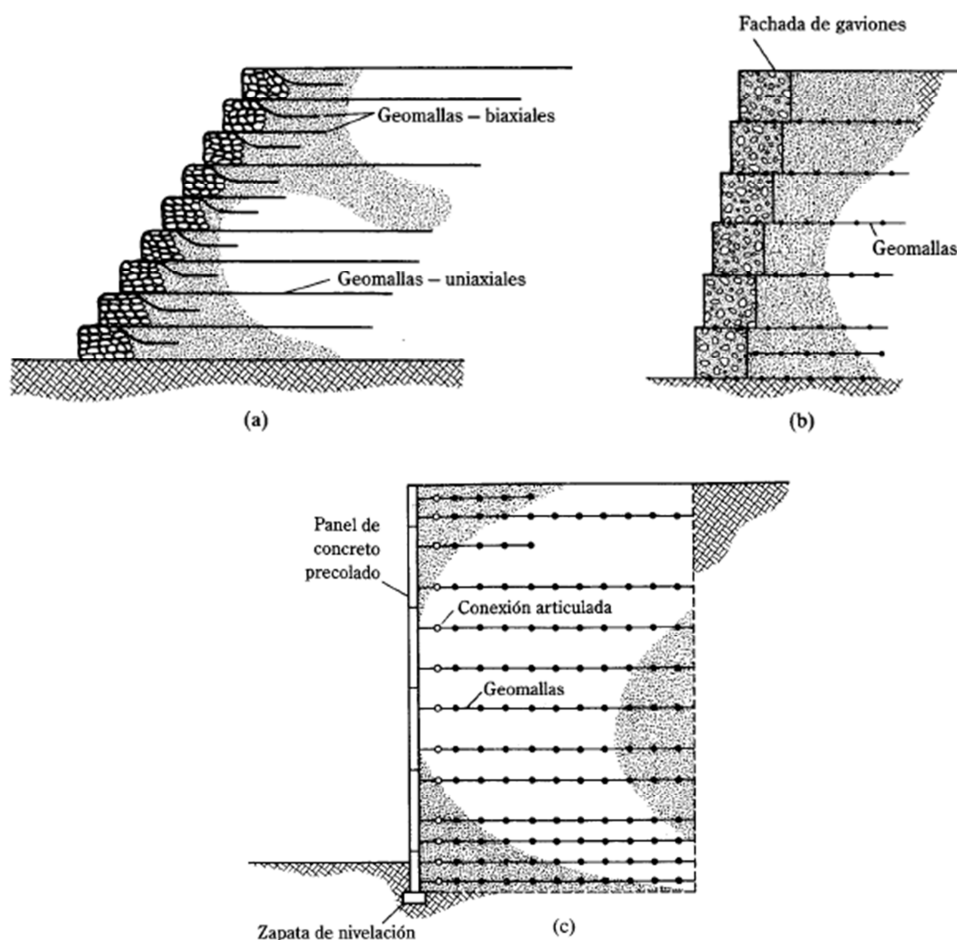 Fachada de gaviones
Geomallas – biaxiales
Geomallas
Geomallas – uniaxiales
(a)
(b)
Panel de
concreto
precolado
Conexión articulada
Geomallas
Zapata de nivelación
(c)